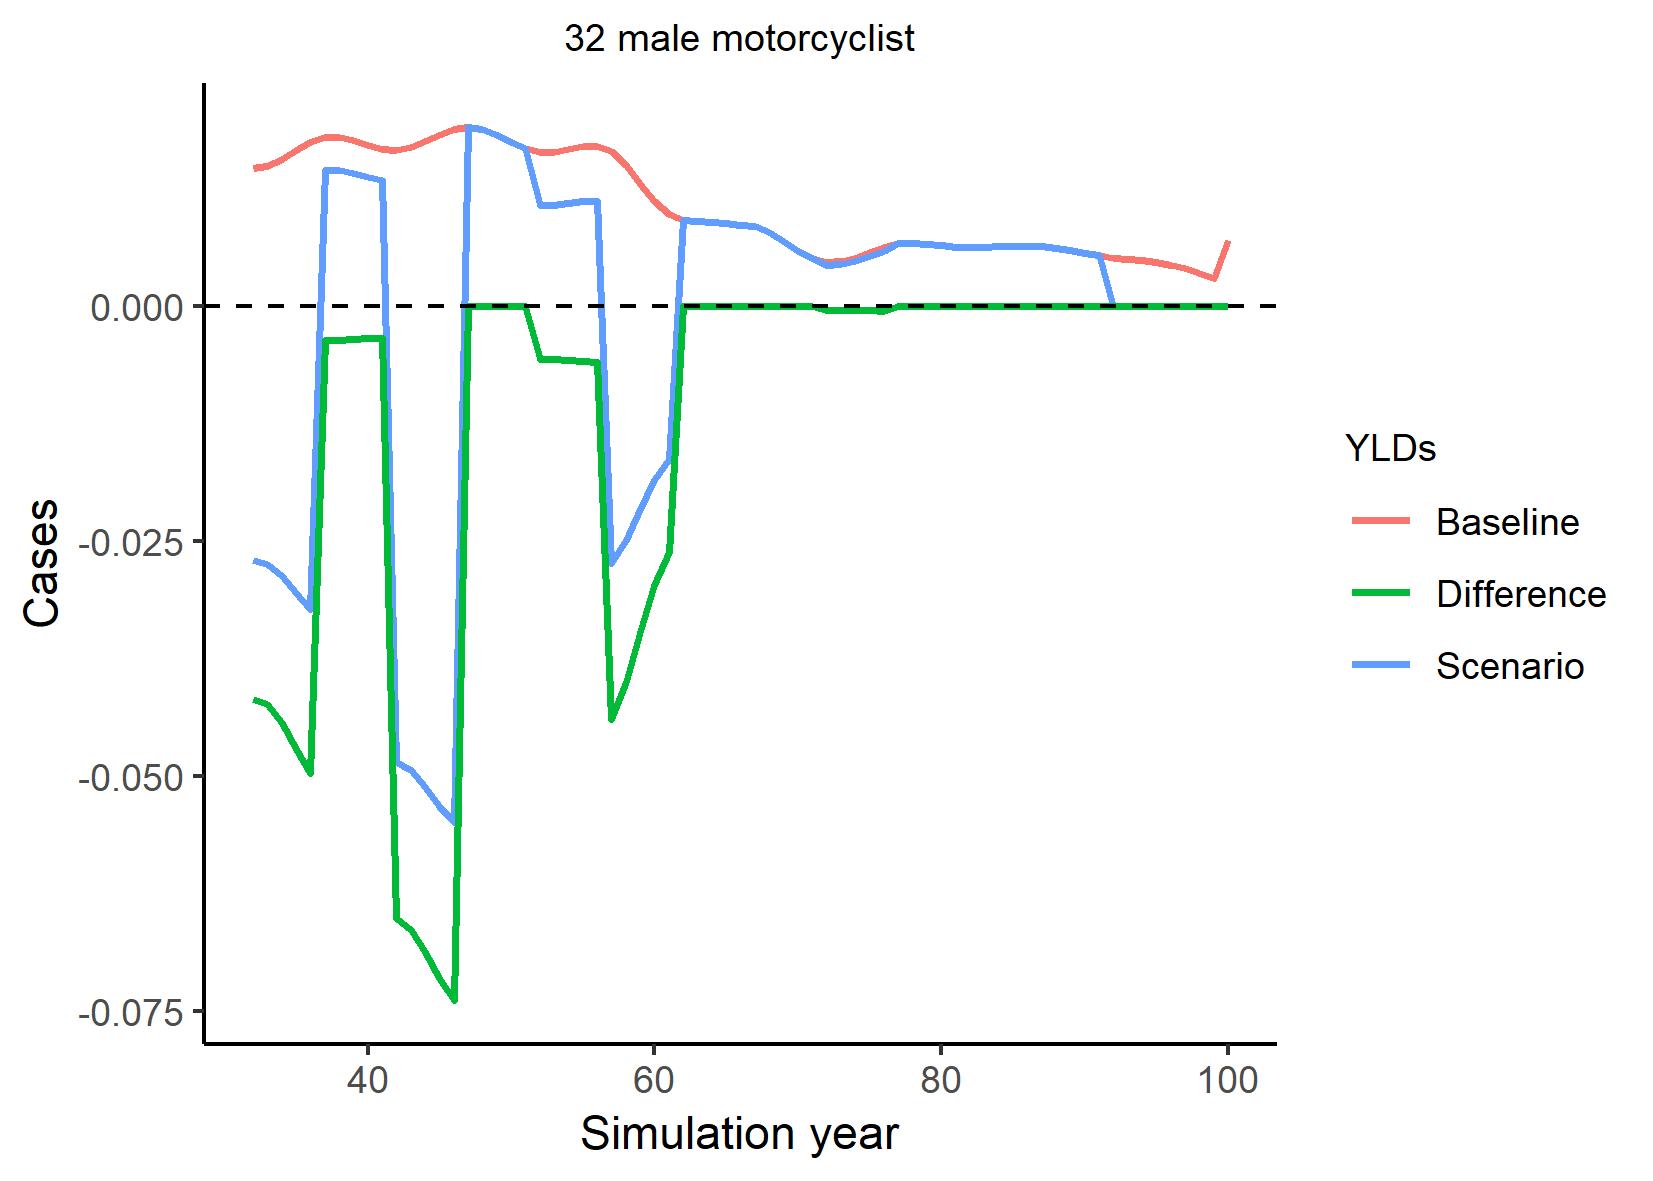 32 male motorcyclist
Cases
0.000
-0.025
-0.050
-0.075
40 60 80 100
Simulation year
YLDs
Baseline
Difference
Scenario